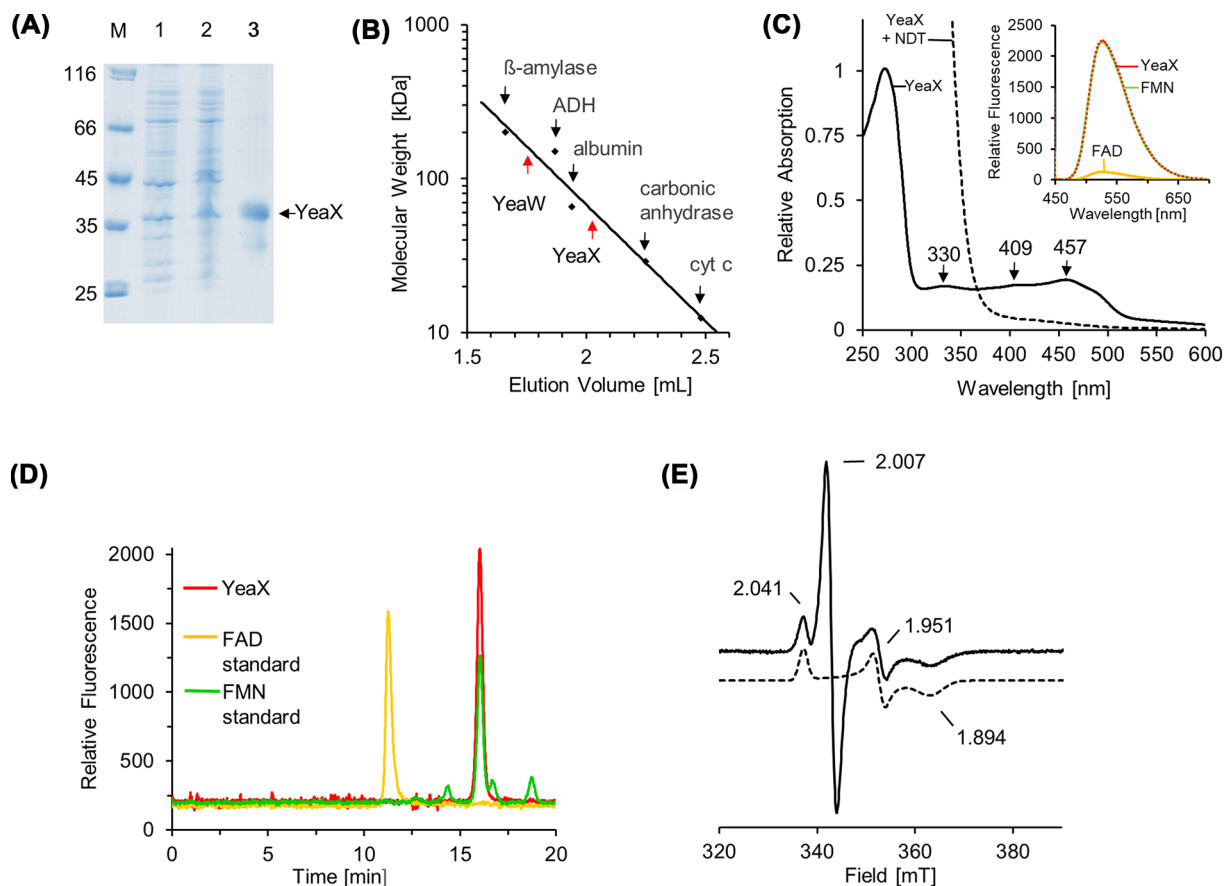 (A)
M 1 2 3
116
66
45
35
25
YeaX
(B)
Molecular Weight [kDa]
1000
100
10
ß-amylase
ADH
albumin
carbonic
anhydrase
cyt c
YeaW
YeaX
1.5 2 2.5
Elution Volume [mL]
(C)
YeaX
+ NDT
YeaX
Relative Absorption
1
0.75
0.5
0.25
0
330 409 457
250 300 350 400 450 500 550 600
Wavelength [nm]
Relative Fluorescence
2500
2000
1500
1000
500
0
YeaX
FMN
FAD
450 550 650
Wavelength [nm]
(D)
Relative Fluorescence
2000
1500
1000
500
0
YeaX
FAD
standard
FMN
standard
0 5 10 15 20
Time [min]
(E)
2.007
2.041
1.951
1.894
320 340 360 380
Field [mT]